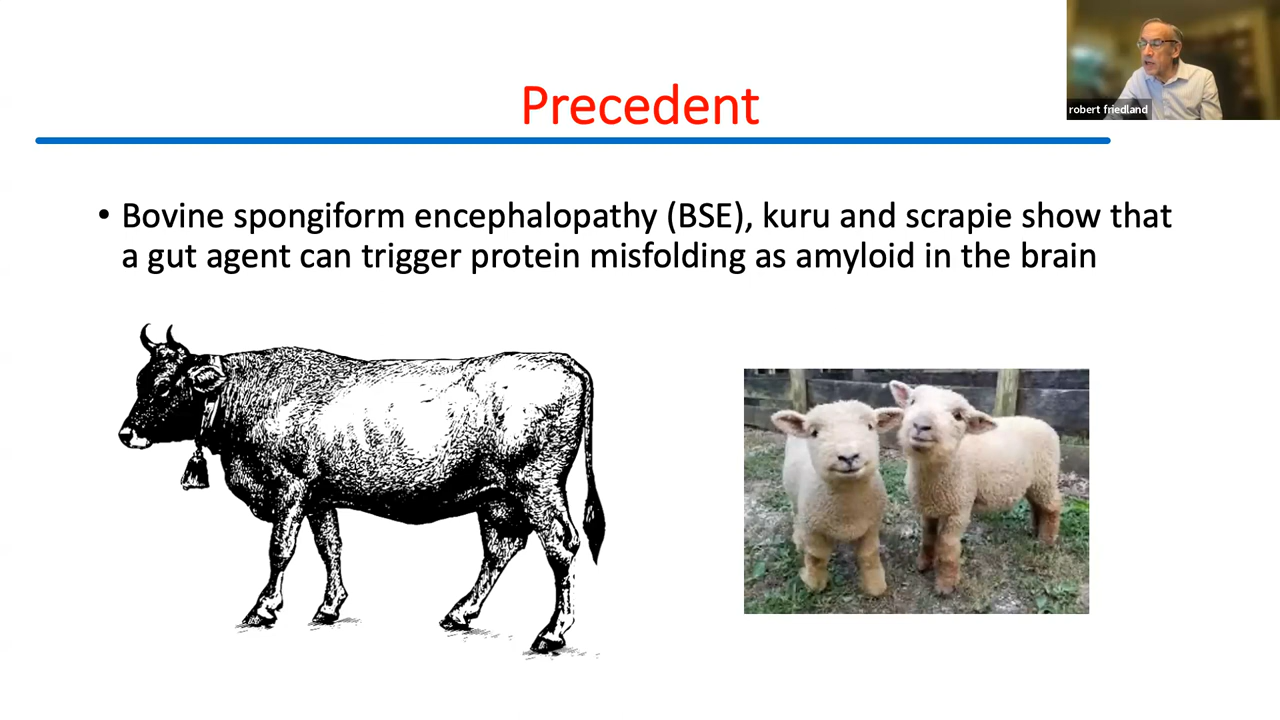 Precedent
robert friedland
• Bovine spongiform encephalopathy (BSE), kuru and scrapie show that
a gut agent can trigger protein misfolding as amyloid in the brain